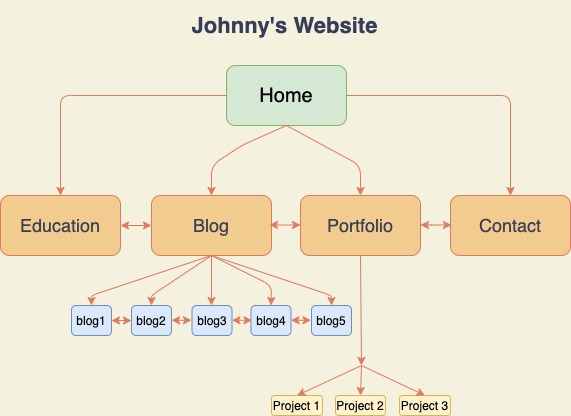 Johnny's Website
Home
Education
Blog
Portfolio
Contact
blog1
blog2
blog3
blog4
blog5
Project 1
Project 2
Project 3